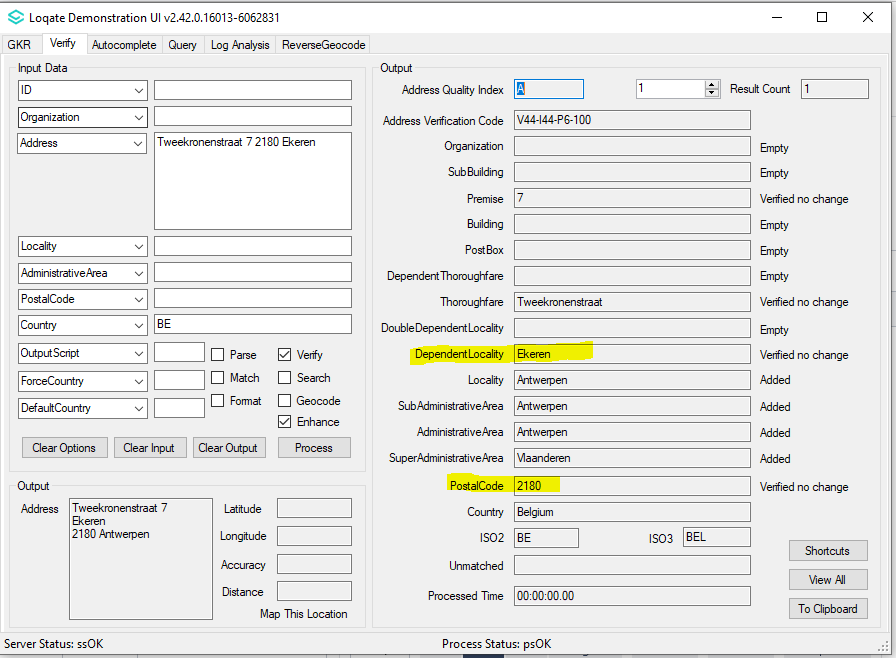 Loqate Demonstration UI v2.42.0.16013-6062831
GKR Verify Autocomplete Query Log Analysis ReverseGeocode
Input Data
ID
Organization
Address Tweekronenstraat 7 2180 Ekeren
Locality
AdministrativeArea
PostalCode
Country BE
OutputScript Parse Verify
ForceCountry Match Search
DefaultCountry Format Geocode
Enhance
Clear Options Clear Input Clear Output Process
Output
Address Tweekronenstraat 7
Ekeren
2180 Antwerpen
Latitude
Longitude
Accuracy
Distance
Map This Location
Output
Address Quality Index A 1 Result Count 1
Address Verification Code V44-I44-P6-100
Organization Empty
SubBuilding Empty
Premise 7 Verified no change
Building Empty
PostBox Empty
DependentThoroughfare Empty
Thoroughfare Tweekronenstraat Verified no change
DoubleDependentLocality Empty
DependentLocality Ekeren Verified no change
Locality Antwerpen Added
SubAdministrativeArea Antwerpen Added
AdministrativeArea Antwerpen Added
SuperAdministrativeArea Vlaanderen Added
PostalCode 2180 Verified no change
Country Belgium
ISO2 BE ISO3 BEL
Unmatched
Processed Time 00:00:00.00
Shortcuts
View All
To Clipboard
Server Status: ssOK Process Status: psOK